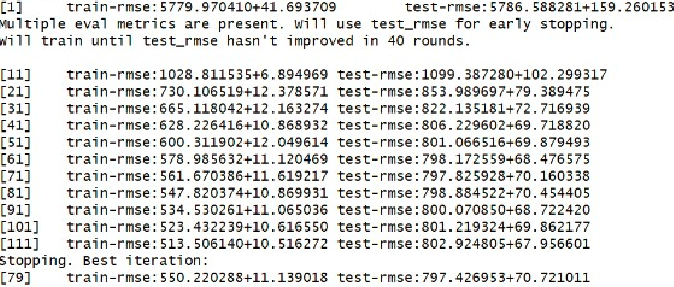 [1] train-rmse:5779.970410+41.693709 test-rmse:5786.588281+159.260153
Multiple eval metrics are present. Will use test_rmse for early stopping.
Will train until test_rmse hasn't improved in 40 rounds.
[11] train-rmse:1028.811535+6.894969 test-rmse:1099.387280+102.299317
[21] train-rmse:730.106519+12.378571 test-rmse:853.989697+79.389475
[31] train-rmse:665.118042+12.163274 test-rmse:822.135181+72.716939
[41] train-rmse:628.226416+10.868932 test-rmse:806.229602+69.718820
[51] train-rmse:600.311902+12.049614 test-rmse:801.066516+69.879493
[61] train-rmse:578.985632+11.120469 test-rmse:798.172559+68.476575
[71] train-rmse:561.670386+11.619217 test-rmse:797.825928+70.160338
[81] train-rmse:547.820374+10.869931 test-rmse:798.884522+70.454405
[91] train-rmse:534.530261+11.065036 test-rmse:800.070850+68.722420
[101] train-rmse:523.432239+10.616550 test-rmse:801.219324+69.862177
[111] train-rmse:513.506140+10.516272 test-rmse:802.924805+67.956601
Stopping. Best iteration:
[79] train-rmse:550.220288+11.139018 test-rmse:797.426953+70.721011